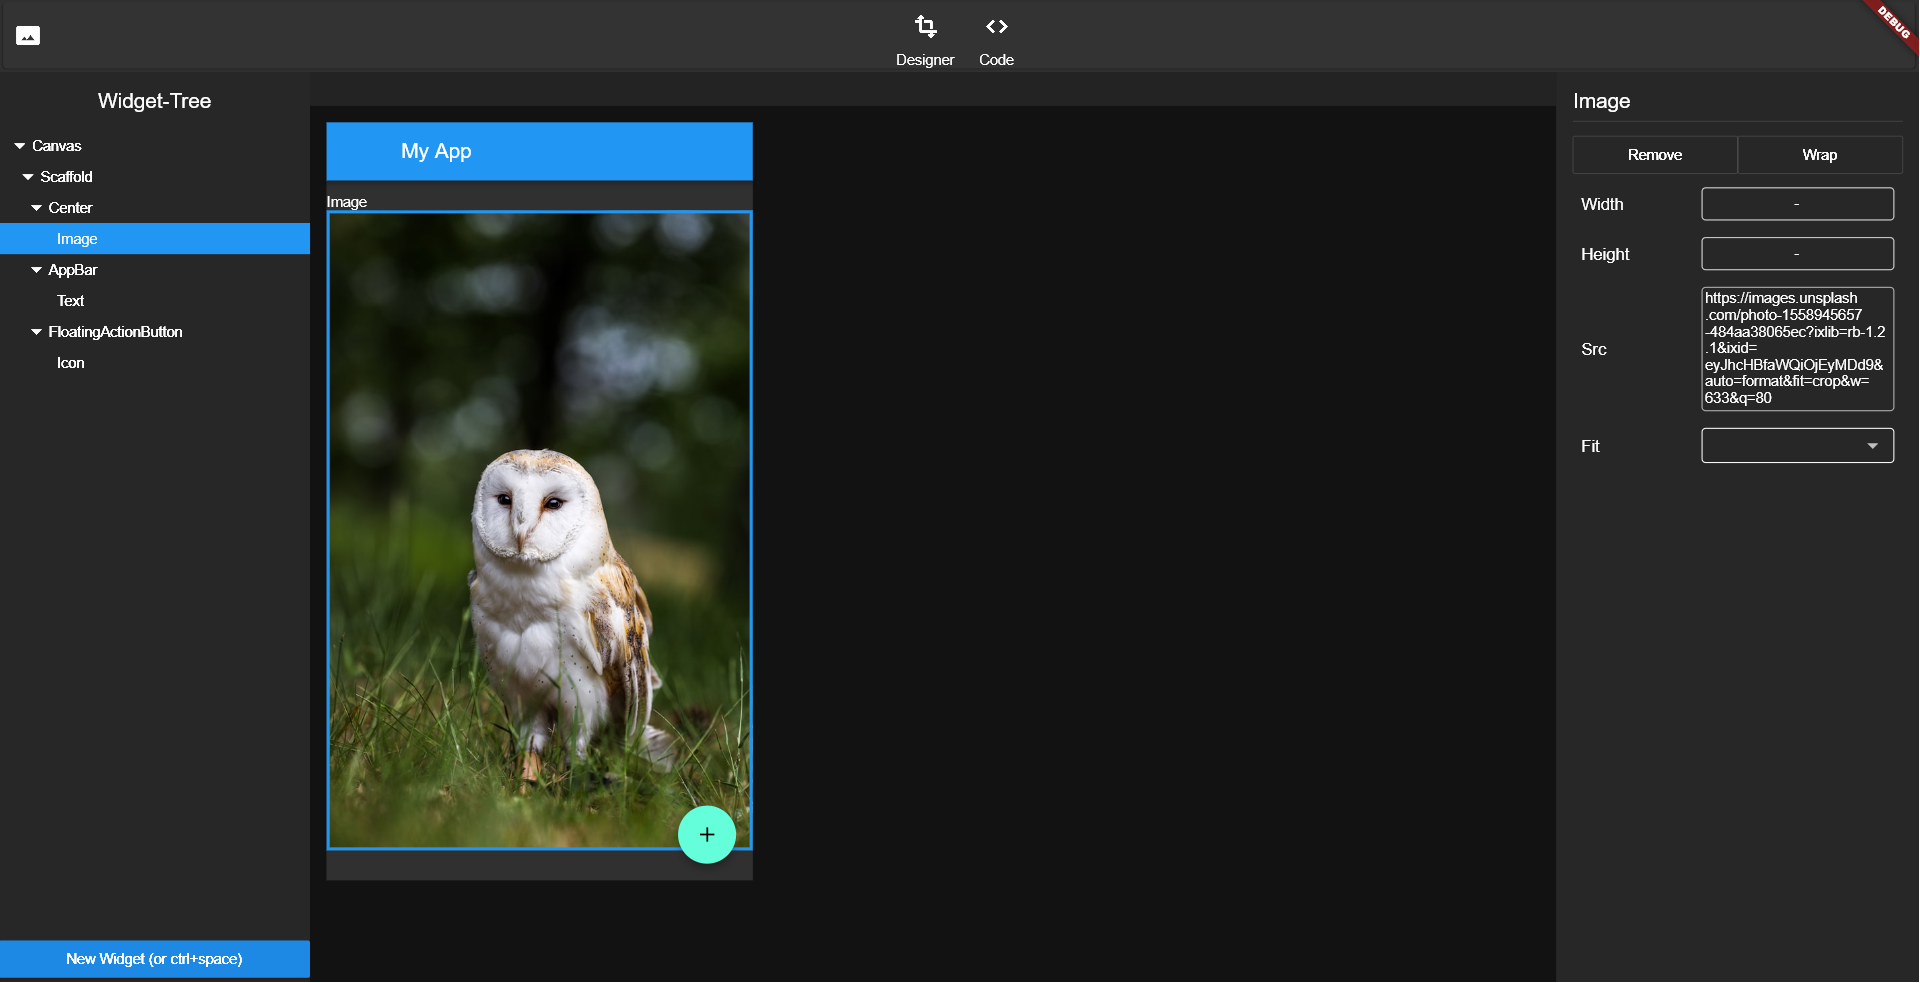 Designer
Code
DEBUG
Widget-Tree
Canvas
Scaffold
Center
Image
AppBar
Text
FloatingActionButton
Icon
New Widget (or ctrl+space)
My App
Image
Image
Remove
Wrap
Width
-
Height
-
Src
https://images.unsplash
.com/photo-1558945657
-484aa38065ec?ixlib=rb-1.2
.1&ixid=
eyJhcHBfaWQiOjEyMDd9&
auto=format&fit=crop&w=
633&q=80
Fit